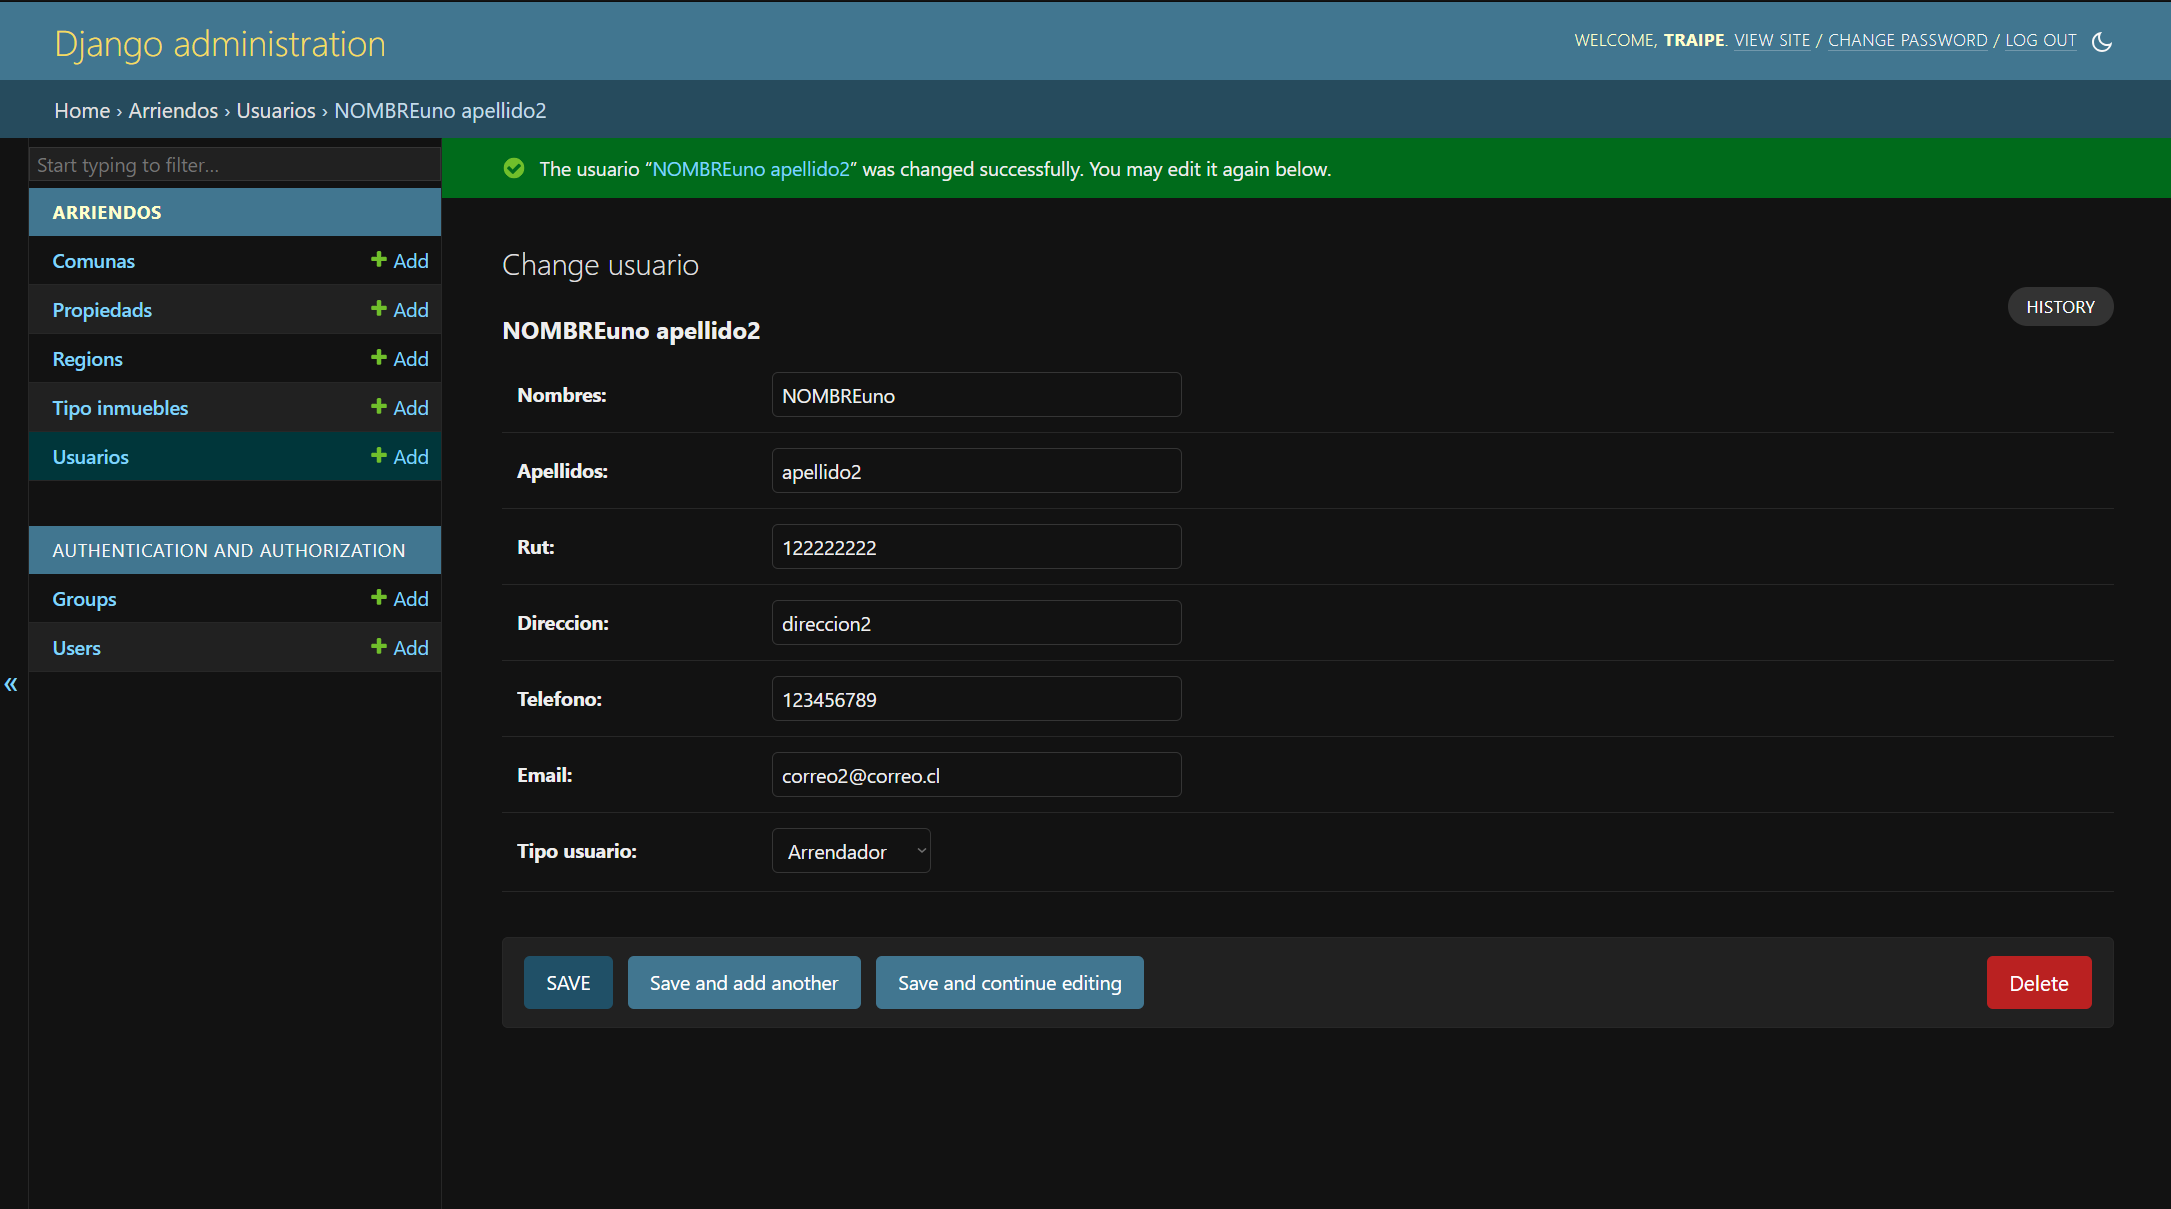 Django administration
WELCOME, TRAIPE. VIEW SITE / CHANGE PASSWORD / LOG OUT
Home › Arriendos › Usuarios › NOMBREuno apellido2
Start typing to filter...
The usuario “NOMBREuno apellido2” was changed successfully. You may edit it again below.
ARRIENDOS
Comunas + Add
Propiedads + Add
Regions + Add
Tipo inmuebles + Add
Usuarios + Add
AUTHENTICATION AND AUTHORIZATION
Groups + Add
Users + Add
«
Change usuario
HISTORY
NOMBREuno apellido2
Nombres: NOMBREuno
Apellidos: apellido2
Rut: 122222222
Direccion: direccion2
Telefono: 123456789
Email: correo2@correo.cl
Tipo usuario: Arrendador
SAVE Save and add another Save and continue editing Delete